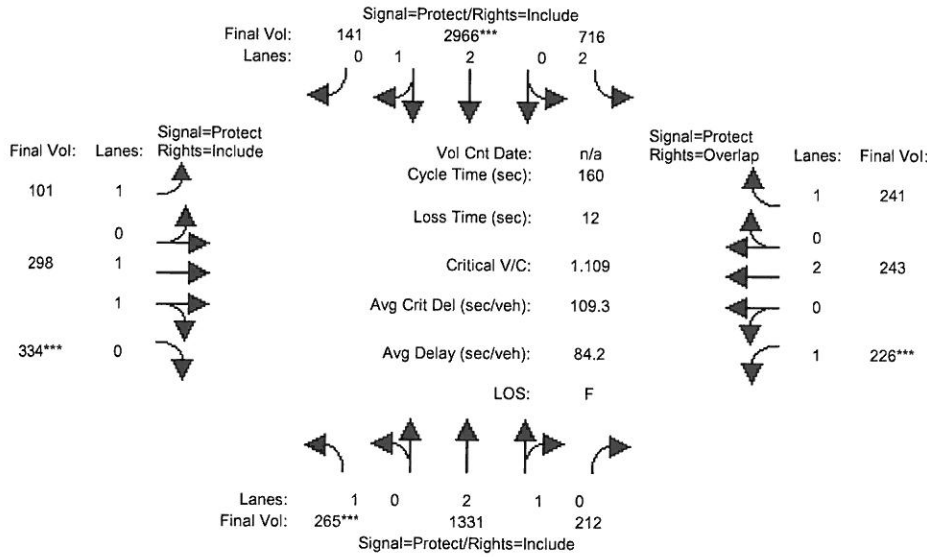 Signal=Protect/Rights=Include
Final Vol: 141 2966*** 716
Lanes: 0 1 2 0 2
Signal=Protect
Final Vol: Lanes: Rights=Include
101 1
0
298 1
1
334*** 0
Vol Cnt Date: n/a
Cycle Time (sec): 160
Loss Time (sec): 12
Critical V/C: 1.109
Avg Crit Del (sec/veh): 109.3
Avg Delay (sec/veh): 84.2
LOS: F
Signal=Protect
Rights=Overlap Lanes: Final Vol:
1 241
0
2 243
0
1 226***
Lanes: 1 0 2 1 0
Final Vol: 265*** 1331 212
Signal=Protect/Rights=Include